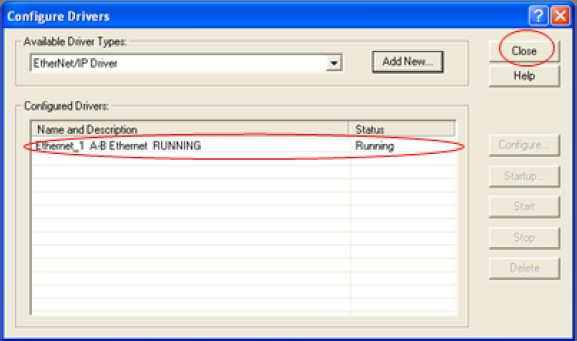 Configure Drivers
Available Driver Types:
EtherNet/IP Driver
Add New...
Close
Help
Configured Drivers:
Name and Description Status
Ethernet_1 A-B Ethernet RUNNING Running
Configure...
Startup...
Start
Stop
Delete